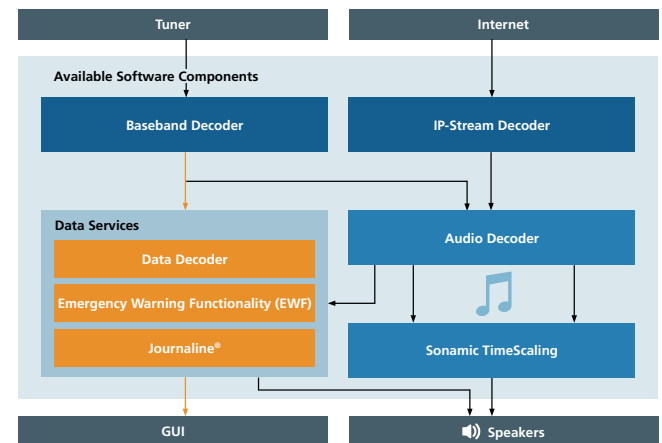 Tuner
Internet
Available Software Components
Baseband Decoder
IP-Stream Decoder
Data Services
Audio Decoder
Data Decoder
Emergency Warning Functionality (EWF)
Journaline®
Sonamic TimeScaling
GUI
Speakers